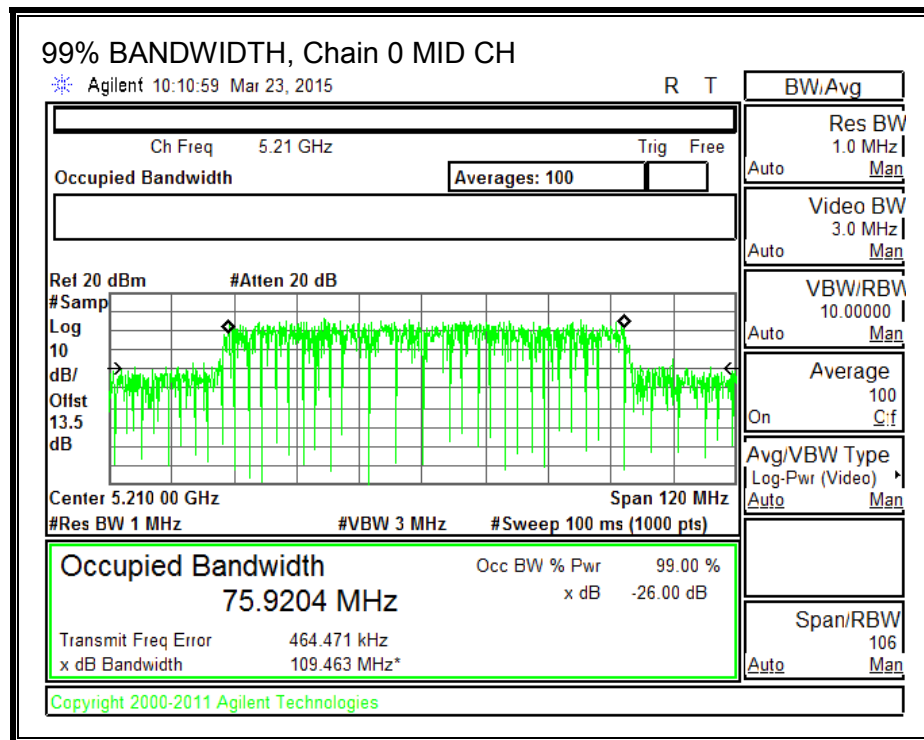 99% BANDWIDTH, Chain 0 MID CH
Agilent 10:10:59 Mar 23, 2015 R T
Ch Freq 5.21 GHz Trig Free
Occupied Bandwidth Averages: 100
Ref 20 dBm #Atten 20 dB
#Samp
Log
10
dB/
Offst
13.5
dB
Center 5.210 00 GHz Span 120 MHz
#Res BW 1 MHz #VBW 3 MHz #Sweep 100 ms (1000 pts)
Occupied Bandwidth Occ BW % Pwr 99.00 %
75.9204 MHz x dB -26.00 dB
Transmit Freq Error 464.471 kHz
x dB Bandwidth 109.463 MHz*
Copyright 2000-2011 Agilent Technologies
BW/Avg
Res BW
1.0 MHz
Auto Man
Video BW
3.0 MHz
Auto Man
VBW/RBW
10.00000
Auto Man
Average
100
On Off
Avg/VBW Type
Log-Pwr (Video)
Auto Man
Span/RBW
106
Auto Man